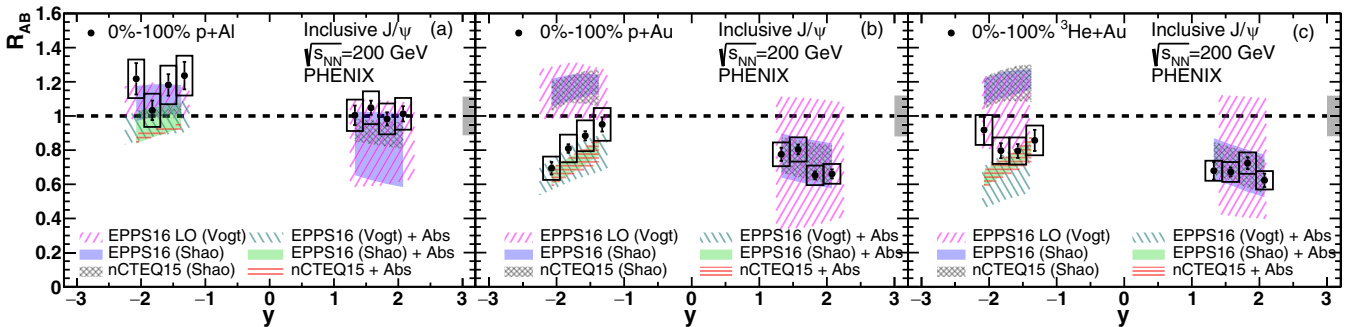 R_AB
1.6
1.4
1.2
1
0.8
0.6
0.4
0.2
0
0%-100% p+Al
Inclusive J/ψ
(a)
√s_NN=200 GeV
PHENIX
EPPS16 LO (Vogt)
EPPS16 (Vogt) + Abs
EPPS16 (Shao)
EPPS16 (Shao) + Abs
nCTEQ15 (Shao)
nCTEQ15 + Abs
−3 −2 −1 0 1 2 3
y
0%-100% p+Au
Inclusive J/ψ
(b)
√s_NN=200 GeV
PHENIX
EPPS16 LO (Vogt)
EPPS16 (Vogt) + Abs
EPPS16 (Shao)
EPPS16 (Shao) + Abs
nCTEQ15 (Shao)
nCTEQ15 + Abs
−3 −2 −1 0 1 2 3
y
0%-100% ³He+Au
Inclusive J/ψ
(c)
√s_NN=200 GeV
PHENIX
EPPS16 LO (Vogt)
EPPS16 (Vogt) + Abs
EPPS16 (Shao)
EPPS16 (Shao) + Abs
nCTEQ15 (Shao)
nCTEQ15 + Abs
−3 −2 −1 0 1 2 3
y